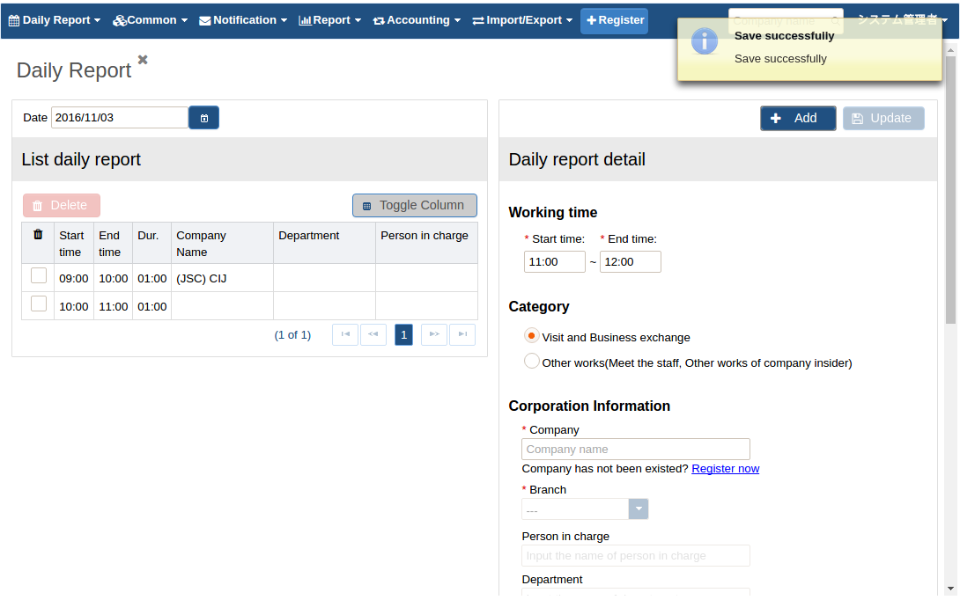 Daily Report Common Notification Report Accounting Import/Export Register システム管理者
Save successfully
Save successfully
Daily Report
Date 2016/11/03
Add Update
List daily report
Daily report detail
Delete Toggle Column
Start time End time Dur. Company Name Department Person in charge
09:00 10:00 01:00 (JSC) CIJ
10:00 11:00 01:00
(1 of 1) 1
Working time
* Start time: * End time:
11:00 ~ 12:00
Category
Visit and Business exchange
Other works(Meet the staff, Other works of company insider)
Corporation Information
* Company
Company name
Company has not been existed? Register now
* Branch
---
Person in charge
Input the name of person in charge
Department